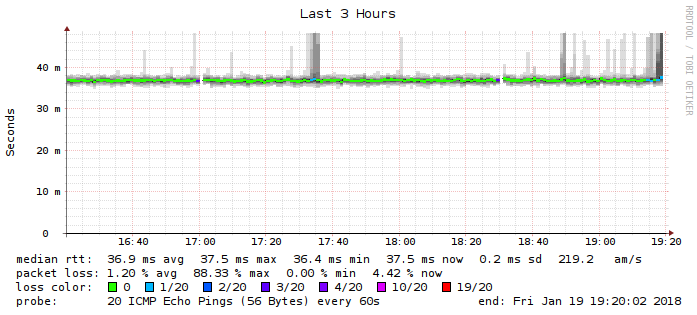 Last 3 Hours
RRDTOOL / TOBI OETIKER
Seconds
40 m
30 m
20 m
10 m
0
16:40 17:00 17:20 17:40 18:00 18:20 18:40 19:00 19:20
median rtt: 36.9 ms avg 37.5 ms max 36.4 ms min 37.5 ms now 0.2 ms sd 219.2 am/s
packet loss: 1.20 % avg 88.33 % max 0.00 % min 4.42 % now
loss color: 0 1/20 2/20 3/20 4/20 10/20 19/20
probe: 20 ICMP Echo Pings (56 Bytes) every 60s end: Fri Jan 19 19:20:02 2018